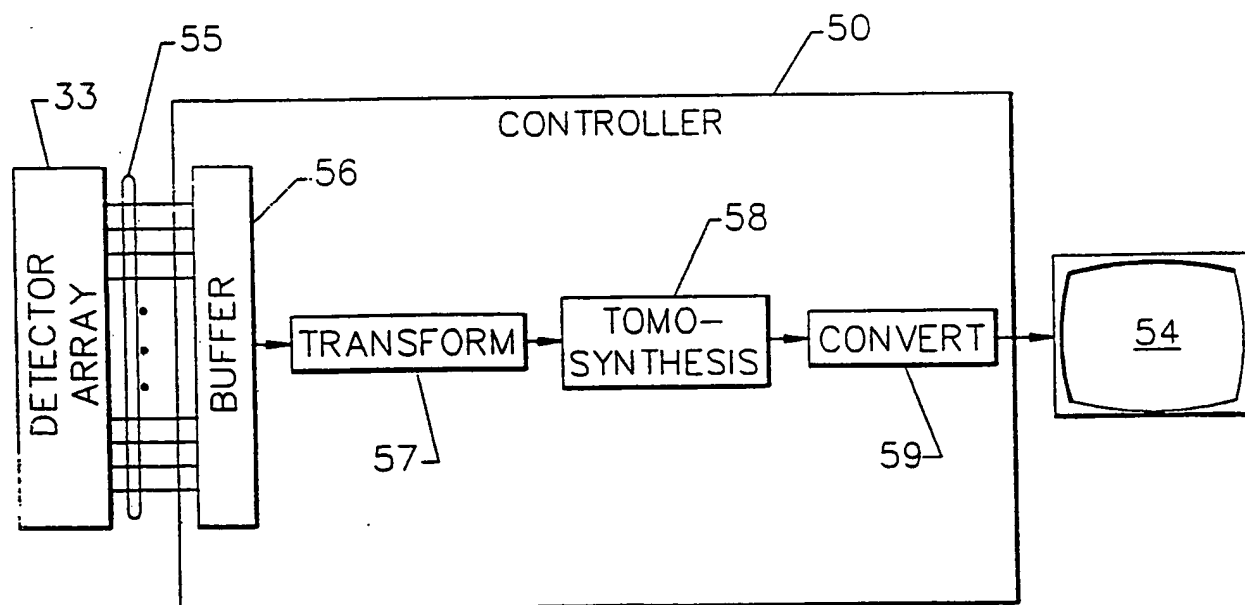 50
55
33
CONTROLLER
56
58
DETECTOR
ARRAY
BUFFER
TRANSFORM
TOMO-
SYNTHESIS
CONVERT
54
57
59